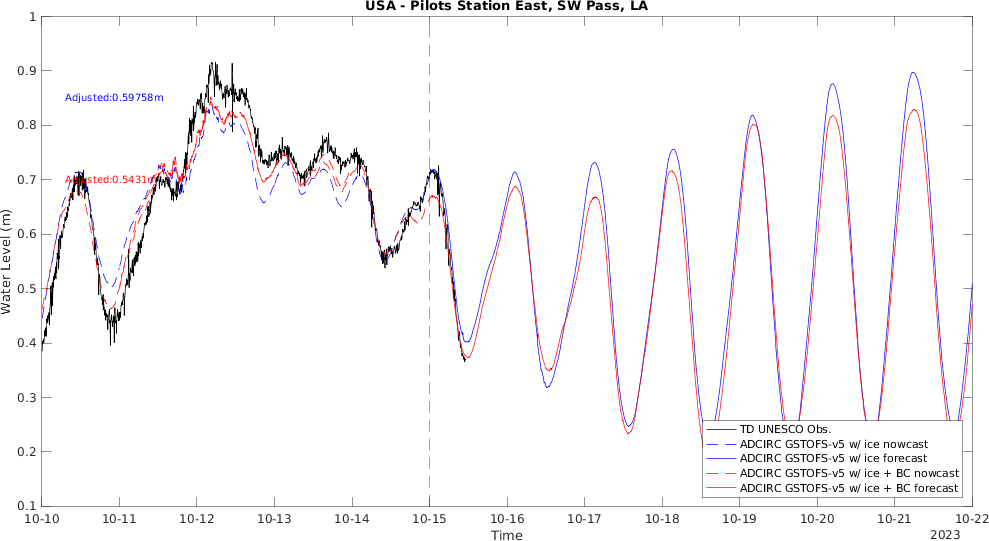 USA - Pilots Station East, SW Pass, LA
Water Level (m)
1
0.9
0.8
0.7
0.6
0.5
0.4
0.3
0.2
0.1
Adjusted:0.59758m
Adjusted:0.5431m
TD UNESCO Obs.
ADCIRC GSTOFS-v5 w/ ice nowcast
ADCIRC GSTOFS-v5 w/ ice forecast
ADCIRC GSTOFS-v5 w/ ice + BC nowcast
ADCIRC GSTOFS-v5 w/ ice + BC forecast
10-10 10-11 10-12 10-13 10-14 10-15 10-16 10-17 10-18 10-19 10-20 10-21 10-22
Time
2023